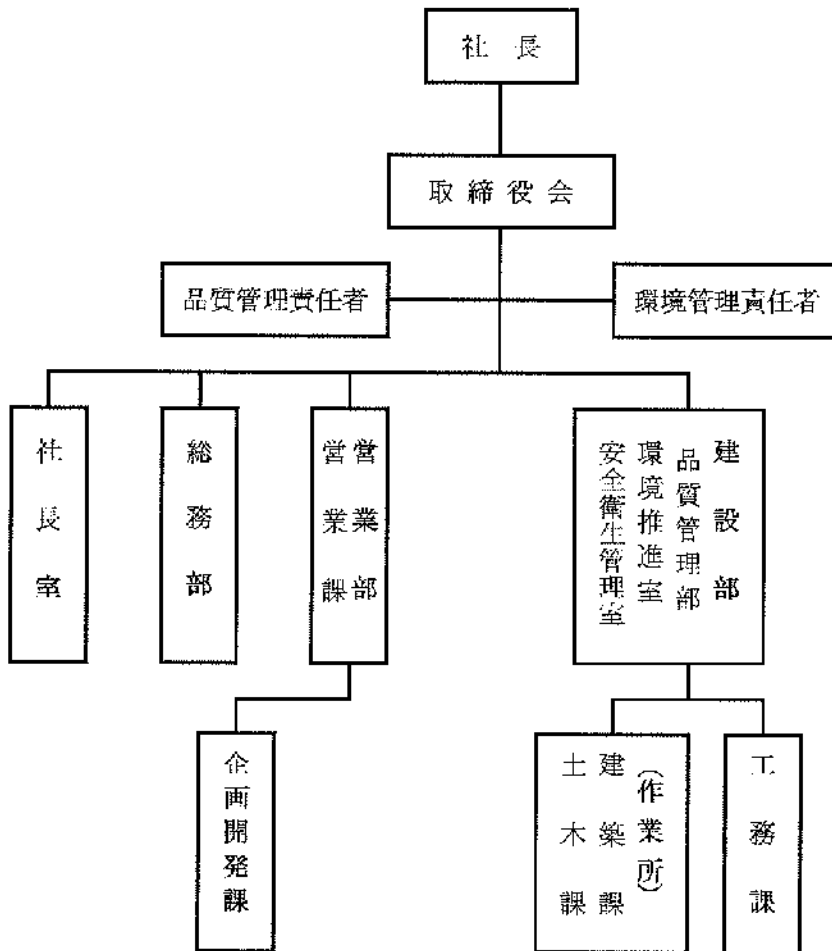 社長
取締役会
品質管理責任者
環境管理責任者
社長室
総務部
営業部
営業課
建設部
品質管理部
環境推進室
安全衛生管理室
企画開発課
(作業所)
建築課
土木課
工務課